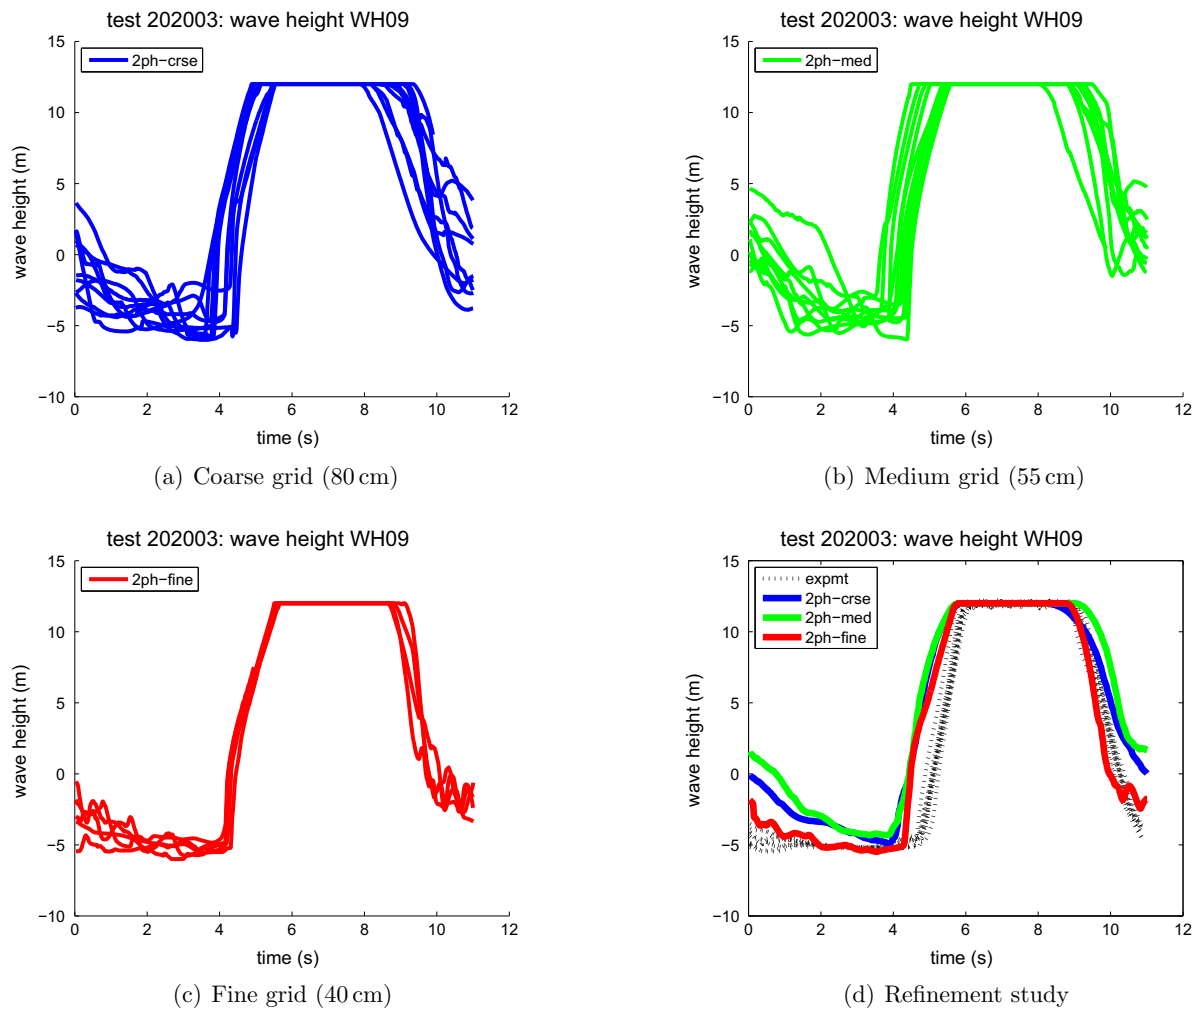 test 202003: wave height WH09
15
2ph−crse
10
wave height (m)
5
0
−5
−10
0 2 4 6 8 10 12
time (s)
(a) Coarse grid (80 cm)
test 202003: wave height WH09
15
2ph−med
10
wave height (m)
5
0
−5
−10
0 2 4 6 8 10 12
time (s)
(b) Medium grid (55 cm)
test 202003: wave height WH09
15
2ph−fine
10
wave height (m)
5
0
−5
−10
0 2 4 6 8 10 12
time (s)
(c) Fine grid (40 cm)
test 202003: wave height WH09
15
expmt
2ph−crse
2ph−med
2ph−fine
10
wave height (m)
5
0
−5
−10
0 2 4 6 8 10 12
time (s)
(d) Refinement study